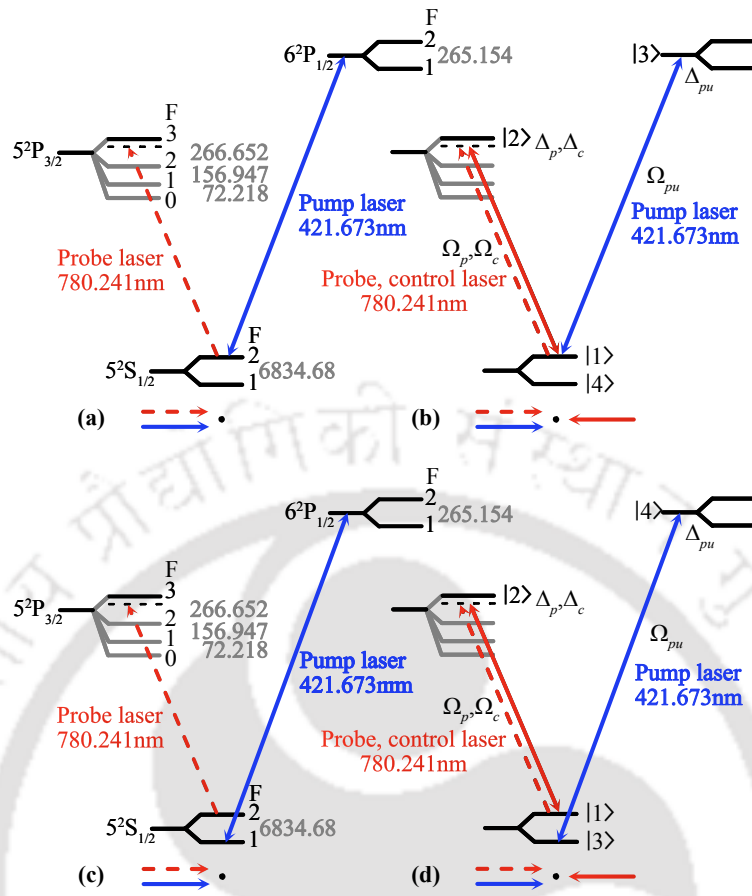 F
6²P₁/₂
2
1
265.154
|3>
Δₚᵤ
F
3
5²P₃/₂
2
266.652
1
156.947
0
72.218
|2>
Δₚ,Δ_c
Pump laser
421.673nm
Ωₚᵤ
Pump laser
421.673nm
Probe laser
780.241nm
Ωₚ,Ω_c
Probe, control laser
780.241nm
F
5²S₁/₂
2
1
6834.68
|1>
|4>
(a)
(b)
F
6²P₁/₂
2
1
265.154
|4>
Δₚᵤ
F
3
5²P₃/₂
2
266.652
1
156.947
0
72.218
|2>
Δₚ,Δ_c
Pump laser
421.673nm
Ωₚᵤ
Pump laser
421.673nm
Probe laser
780.241nm
Ωₚ,Ω_c
Probe, control laser
780.241nm
F
5²S₁/₂
2
1
6834.68
|1>
|3>
(c)
(d)